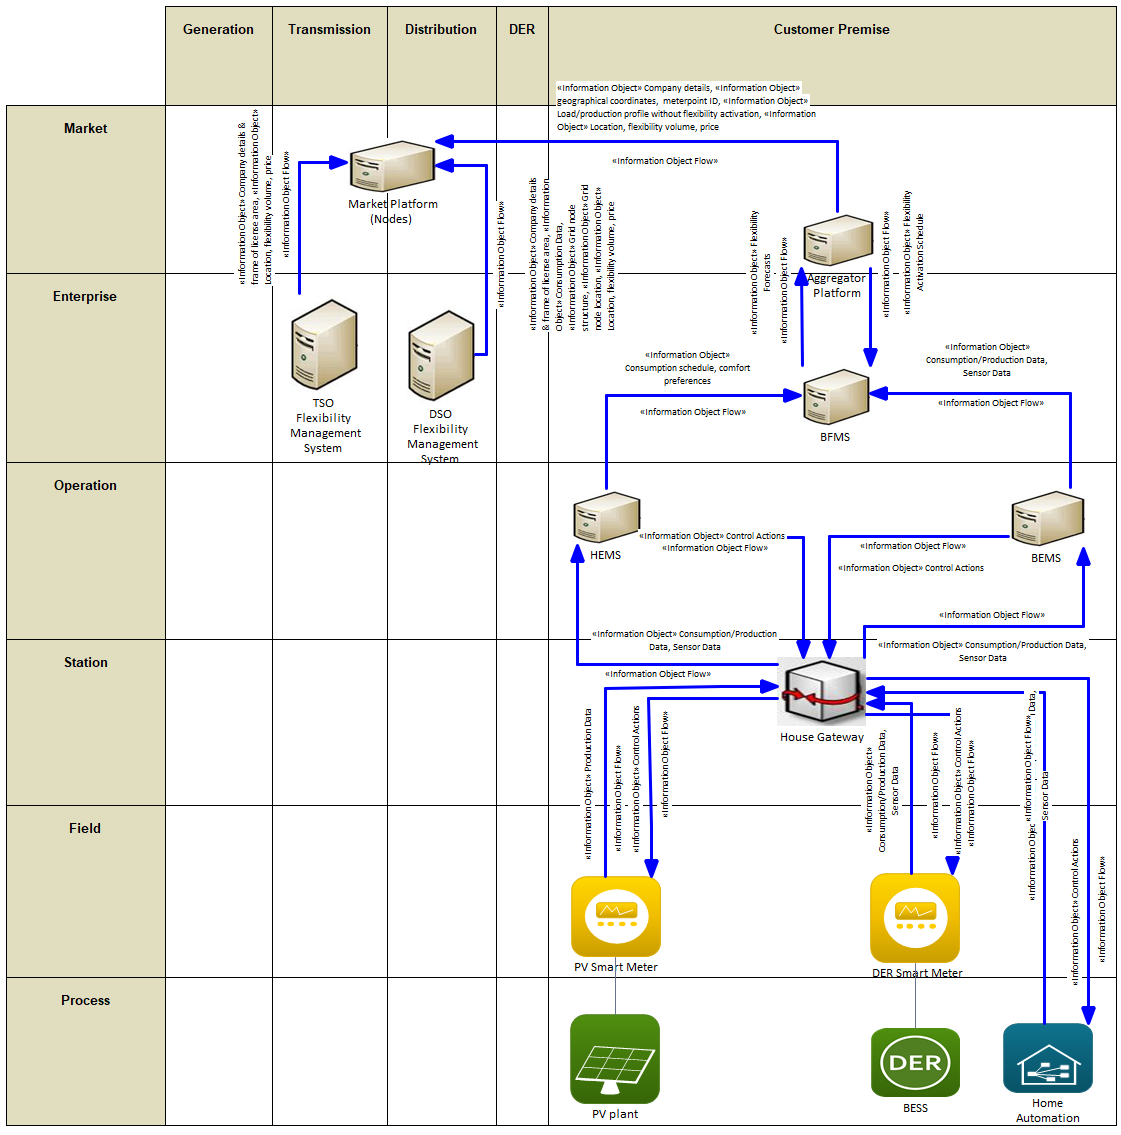 Generation
Transmission
Distribution
DER
Customer Premise
«Information Object» Company details, «Information Object»
geographical coordinates, meterpoint ID, «Information Object»
Load/production profile without flexibility activation, «Information
Object» Location, flexibility volume, price
Market
«Information Object Flow»
«Information Object» Company details &
frame of license area, «Information Object»
Location, flexibility volume, price
«Information Object Flow»
Market Platform
(Nodes)
«Information Object Flow»
«Information Object» Company details
& frame of license area, «Information
Object» Consumption Data,
«Information Object» Grid node
structure, «Information Object» Grid
node location, «Information Object»
Location, flexibility volume, price
«Information Object» Flexibility
Forecasts
«Information Object Flow»
Aggregator
Platform
«Information Object Flow»
«Information Object» Flexibility
Activation Schedule
Enterprise
TSO
Flexibility
Management
System
DSO
Flexibility
Management
System
«Information Object»
Consumption schedule, comfort
preferences
«Information Object Flow»
«Information Object»
Consumption/Production Data,
Sensor Data
«Information Object Flow»
BFMS
Operation
HEMS
«Information Object» Control Actions
«Information Object Flow»
«Information Object Flow»
«Information Object» Control Actions
BEMS
«Information Object Flow»
«Information Object» Consumption/Production
Data, Sensor Data
«Information Object» Consumption/Production Data,
Sensor Data
Station
«Information Object Flow»
House Gateway
«Information Object» Production Data
«Information Object Flow»
«Information Object» Control Actions
«Information Object Flow»
«Information Object»
Consumption/Production Data,
Sensor Data
«Information Object Flow»
«Information Object» Control Actions
«Information Object Flow»
«Information Object Flow»
Data,
Sensor Data
«Information Object» Control Actions
«Information Object Flow»
Field
PV Smart Meter
DER Smart Meter
Process
PV plant
DER
BESS
Home
Automation